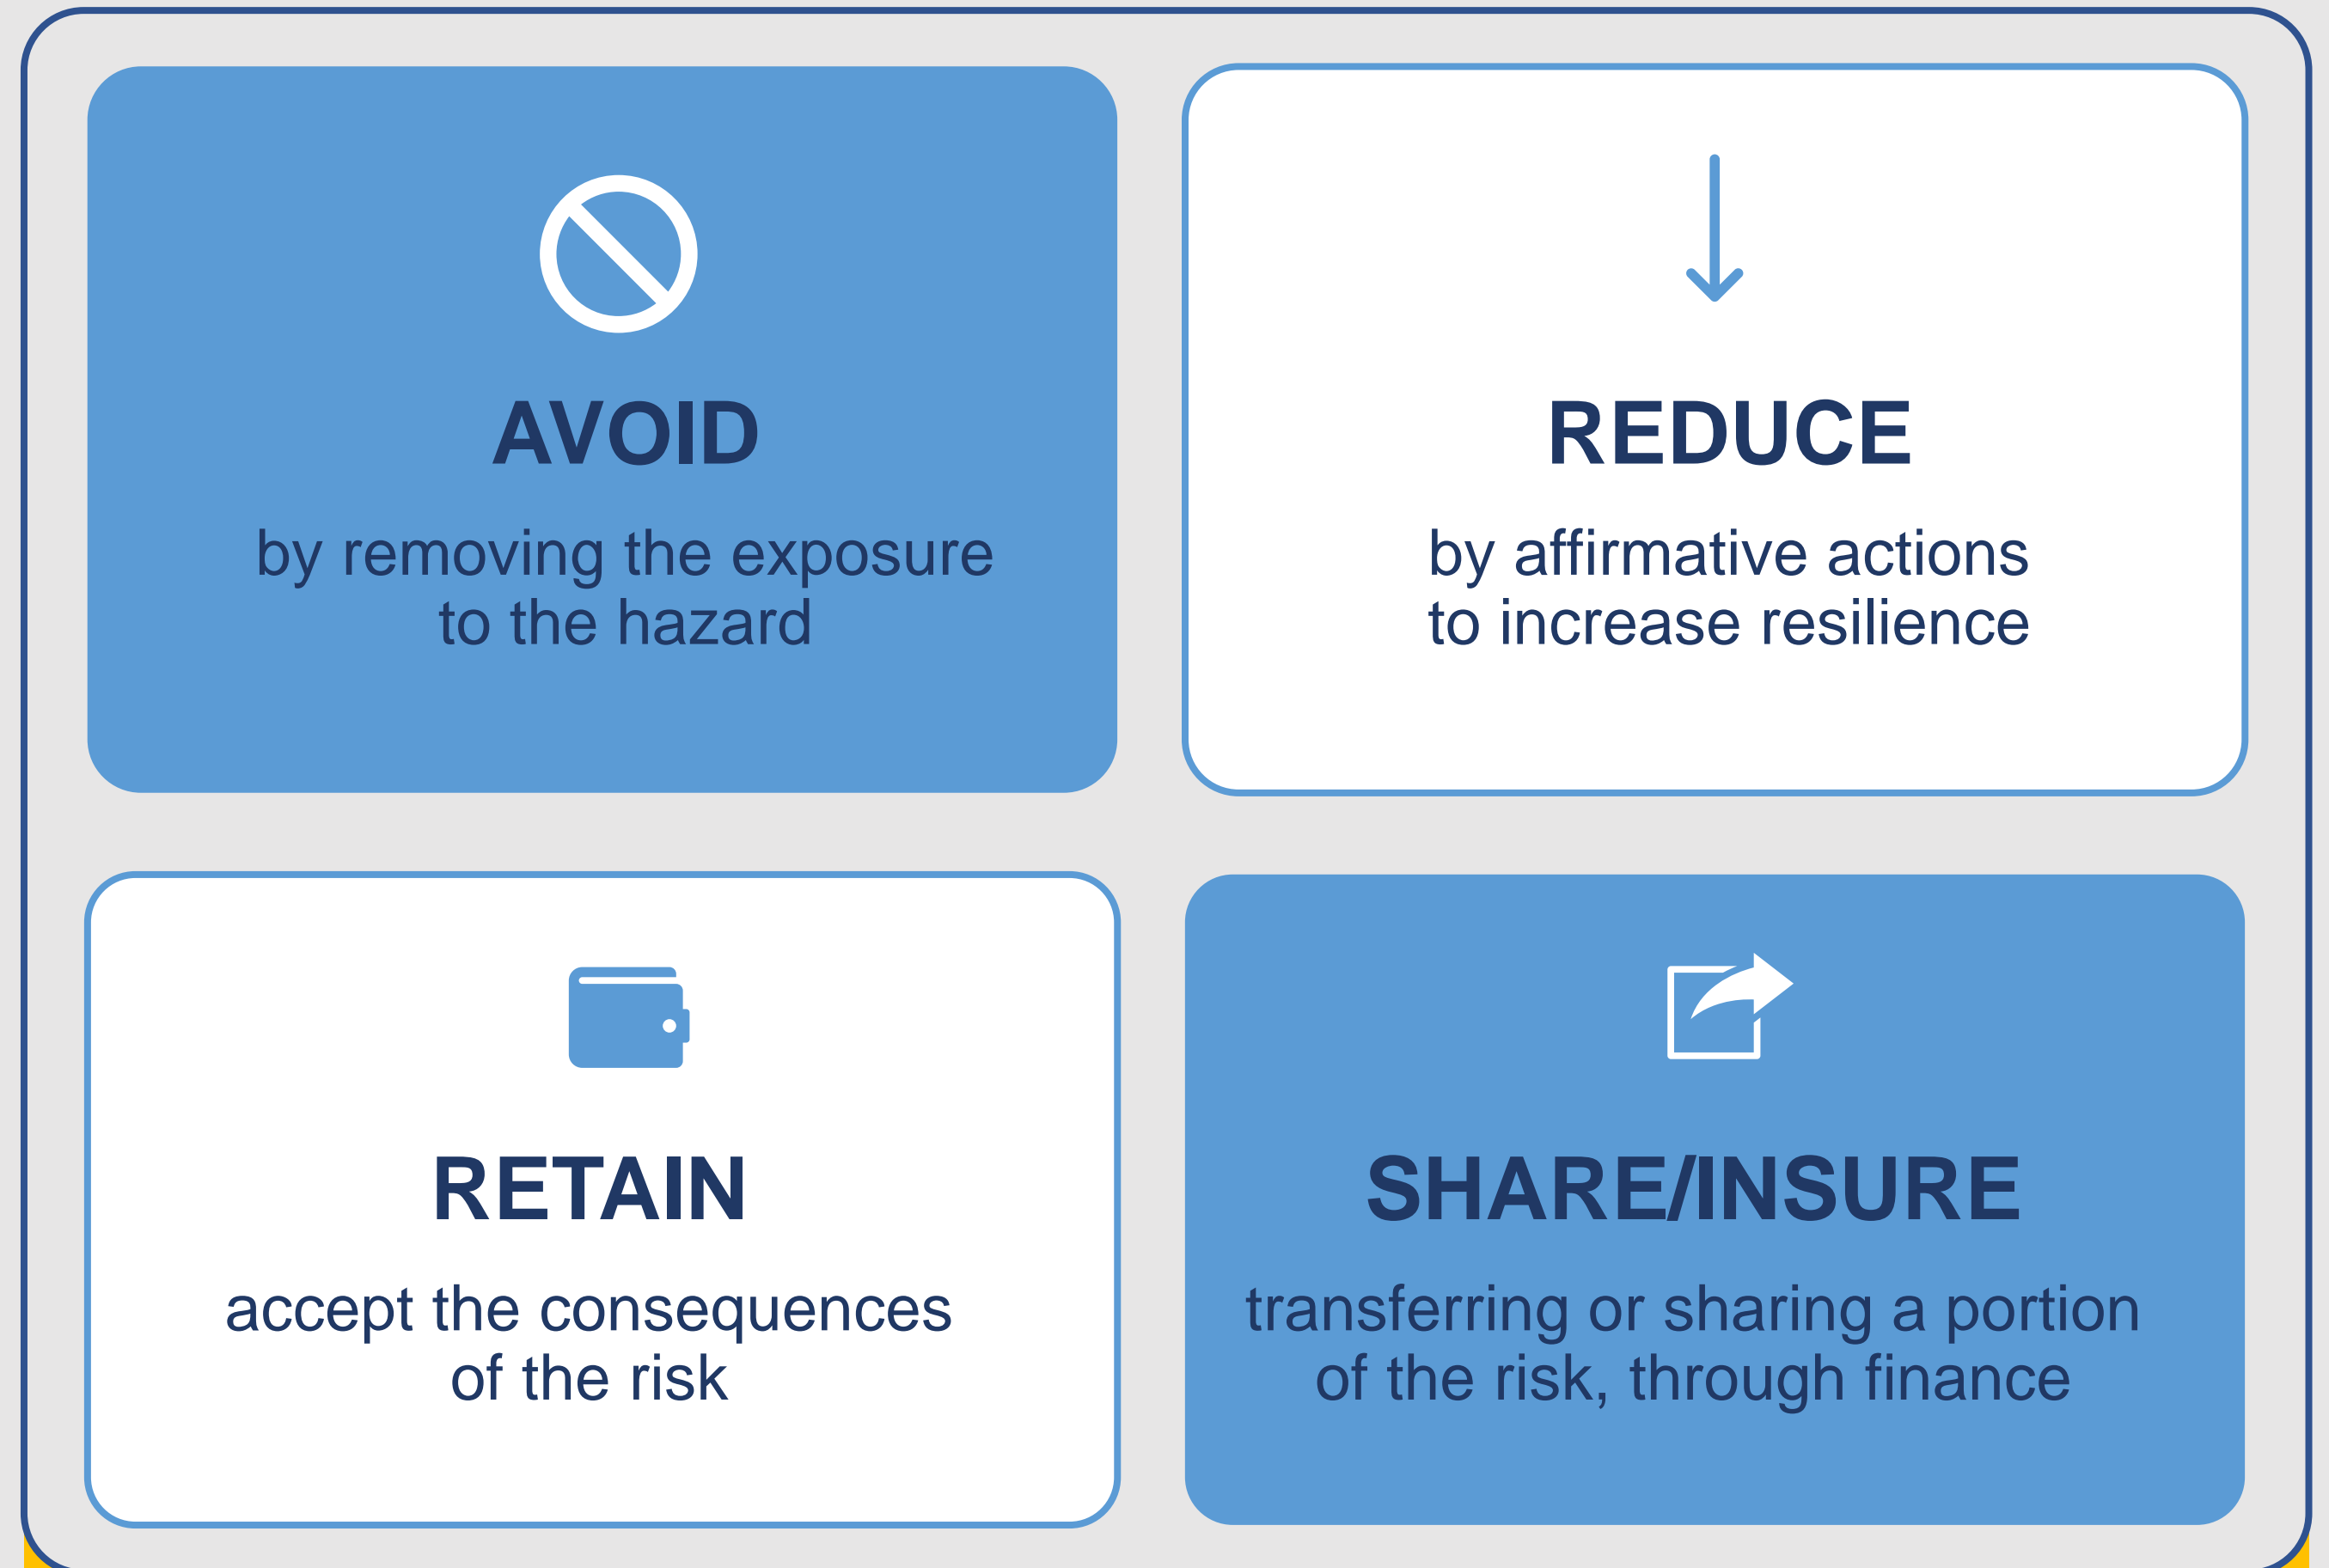 AVOID
by removing the exposure
to the hazard
REDUCE
by affirmative actions
to increase resilience
RETAIN
accept the consequences
of the risk
SHARE/INSURE
transferring or sharing a portion
of the risk, through finance